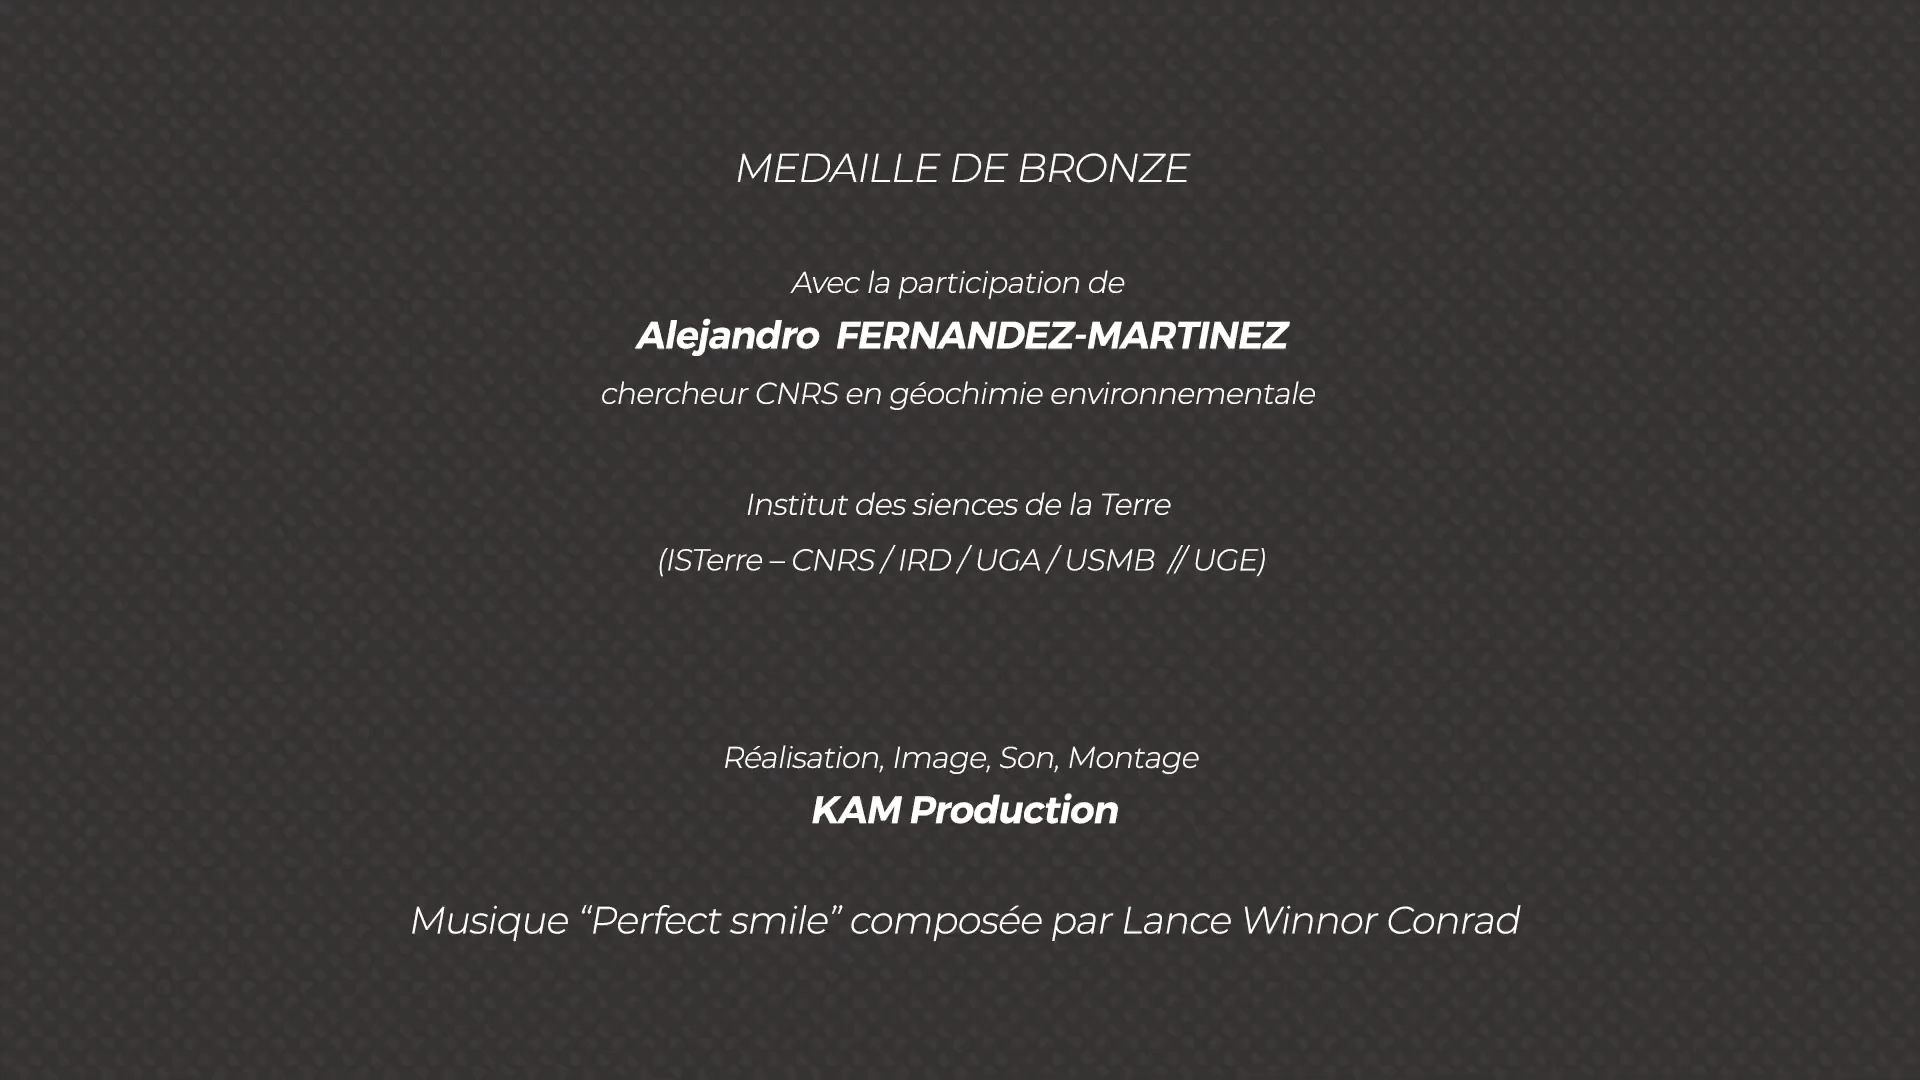 MEDAILLE DE BRONZE
Avec la participation de
Alejandro FERNANDEZ-MARTINEZ
chercheur CNRS en géochimie environnementale
Institut des siences de la Terre
(ISTerre – CNRS / IRD / UGA / USMB // UGE)
Réalisation, Image, Son, Montage
KAM Production
Musique “Perfect smile” composée par Lance Winnor Conrad